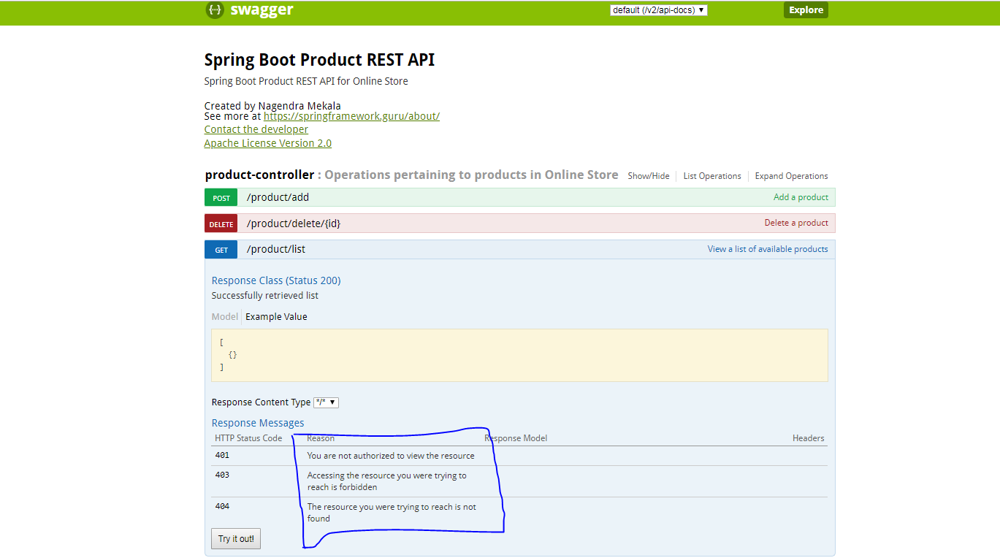 {···} swagger default (/v2/api-docs) ▼ Explore
Spring Boot Product REST API
Spring Boot Product REST API for Online Store
Created by Nagendra Mekala
See more at https://springframework.guru/about/
Contact the developer
Apache License Version 2.0
product-controller : Operations pertaining to products in Online Store Show/Hide List Operations Expand Operations
POST /product/add Add a product
DELETE /product/delete/{id} Delete a product
GET /product/list View a list of available products
Response Class (Status 200)
Successfully retrieved list
Model Example Value
[
{}
]
Response Content Type */* ▼
Response Messages
HTTP Status Code Reason Response Model Headers
401 You are not authorized to view the resource
403 Accessing the resource you were trying to
reach is forbidden
404 The resource you were trying to reach is not
found
Try it out!